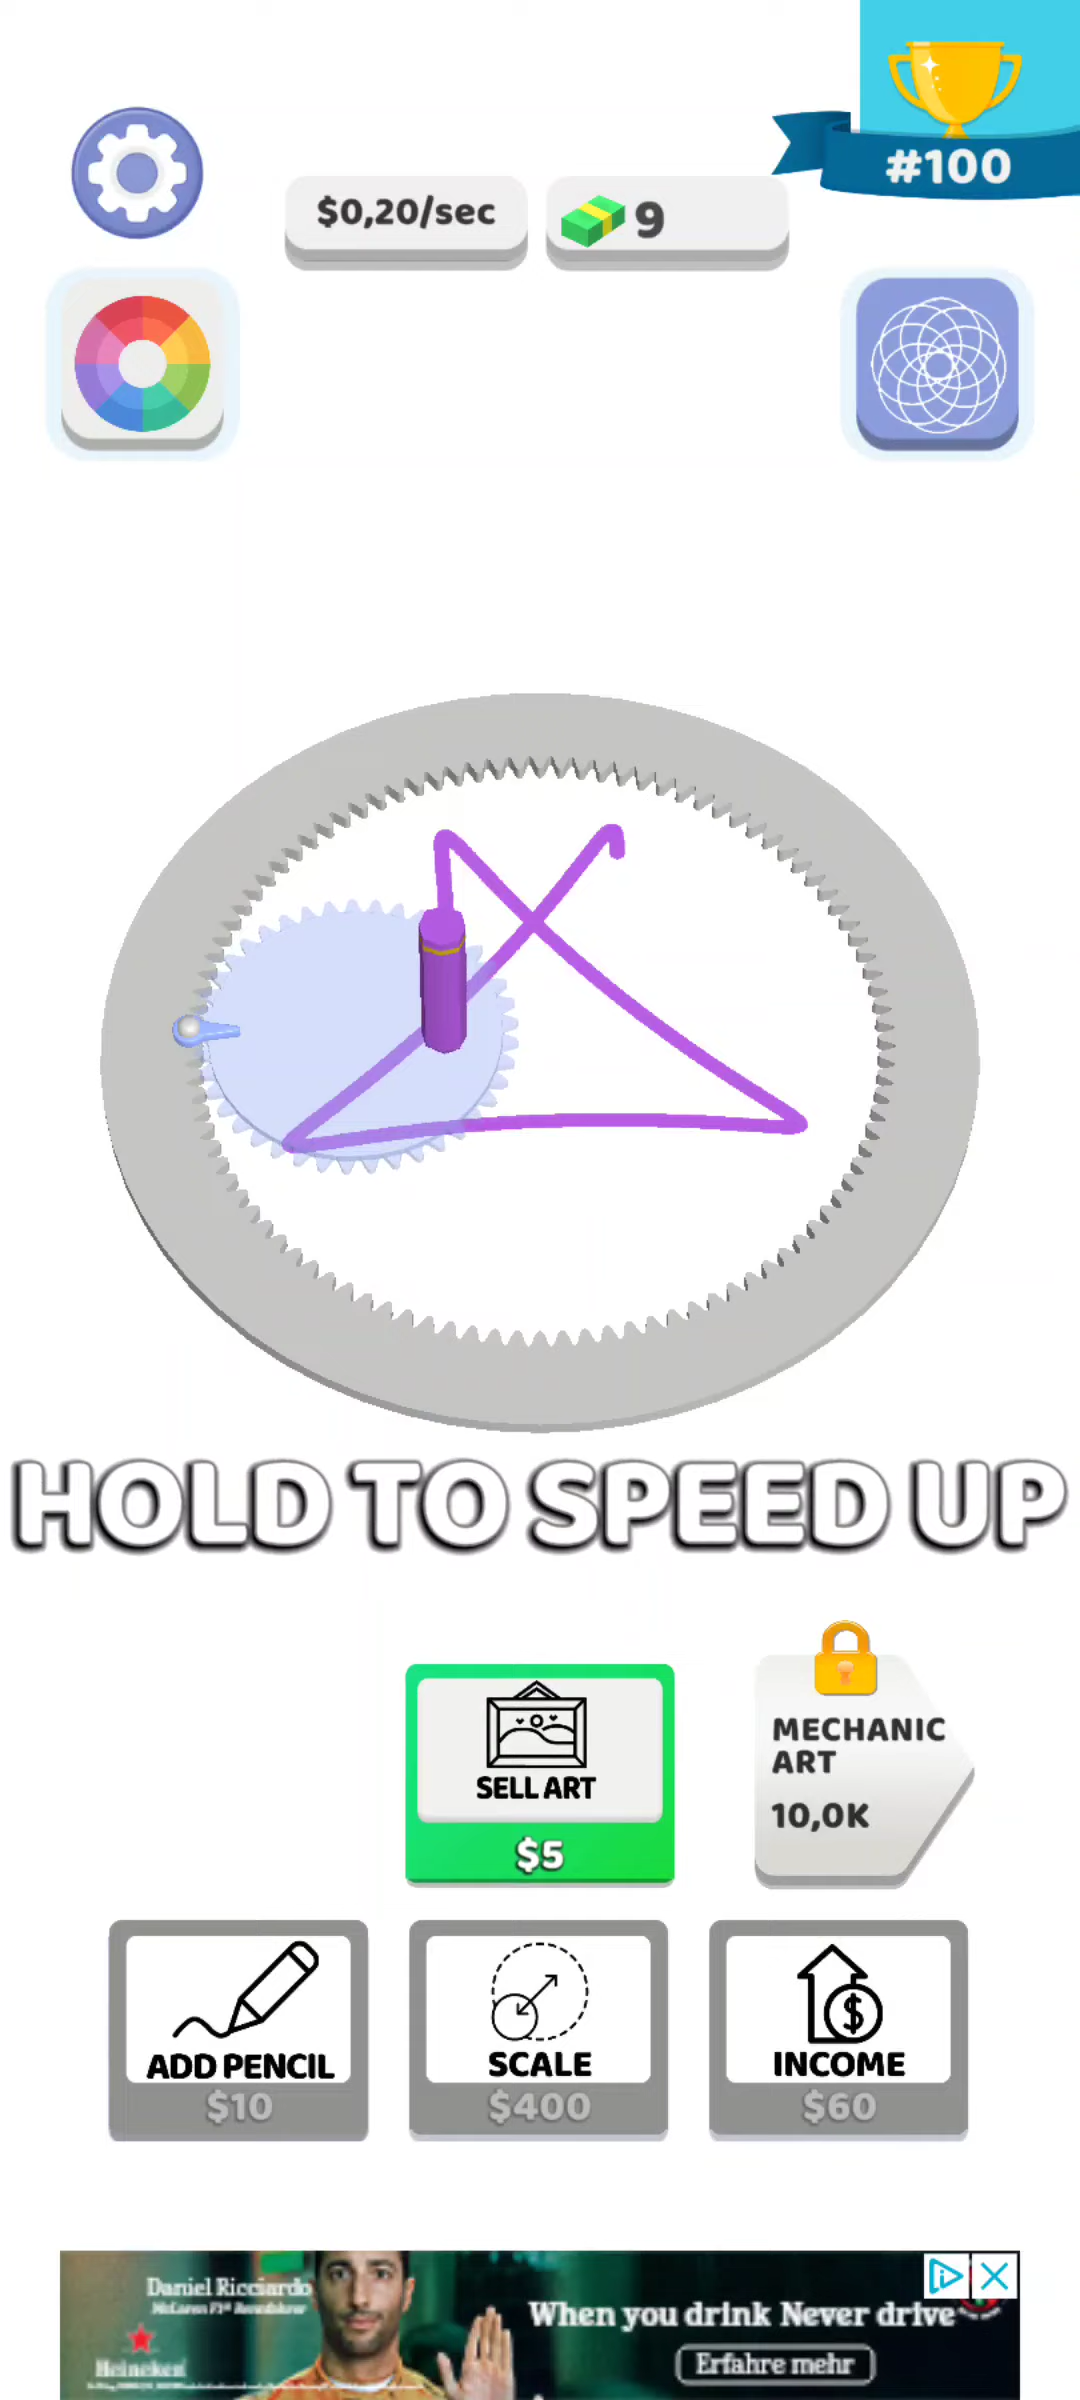 #100
$0,20/sec
9
HOLD TO SPEED UP
SELL ART
$5
MECHANIC
ART
10,0K
ADD PENCIL
$10
SCALE
$400
INCOME
$60
Daniel Ricciardo
Heineken
When you drink Never drive
Erfahre mehr